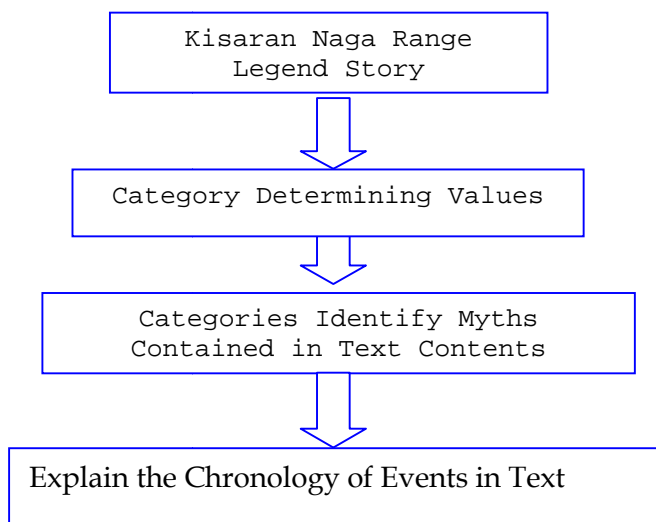 Kisaran Naga Range
Legend Story
Category Determining Values
Categories Identify Myths
Contained in Text Contents
Explain the Chronology of Events in Text